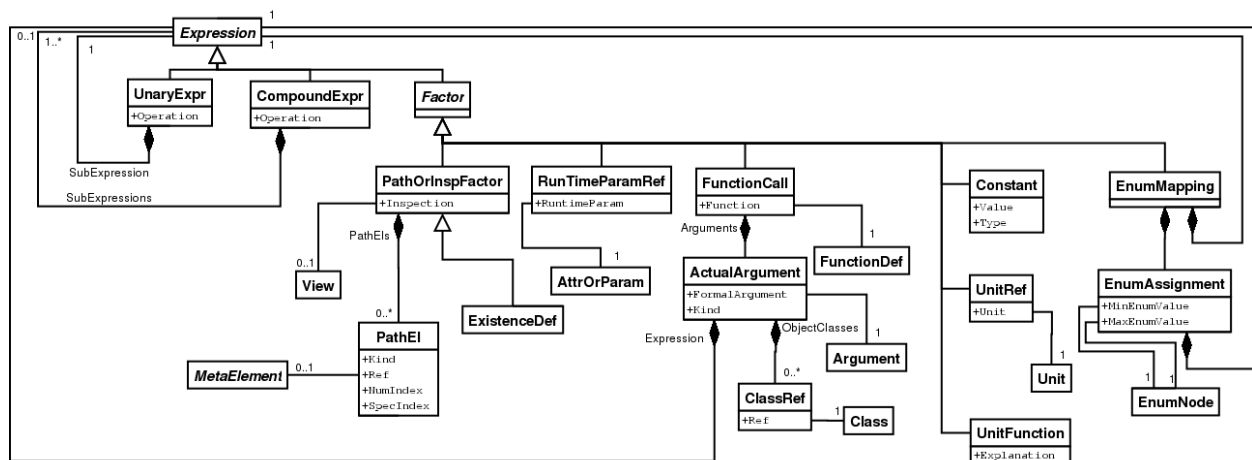 0..1
1..*
1
Expression
1
1
UnaryExpr
+Operation
CompoundExpr
+Operation
Factor
SubExpression
SubExpressions
PathOrInspFactor
+Inspection
RunTimeParamRef
+RuntimeParam
FunctionCall
+Function
Constant
+Value
+Type
EnumMapping
PathEls
Arguments
1
1
FunctionDef
0..1
View
AttrOrParam
ExistenceDef
ActualArgument
+FormalArgument
+Kind
UnitRef
+Unit
EnumAssignment
+MinEnumValue
+MaxEnumValue
0..*
PathEl
+Kind
+Ref
+NumIndex
+SpecIndex
Expression
ObjectClasses
1
Argument
MetaElement
0..1
0..*
ClassRef
+Ref
1
Class
1
Unit
1
1
EnumNode
UnitFunction
+Explanation